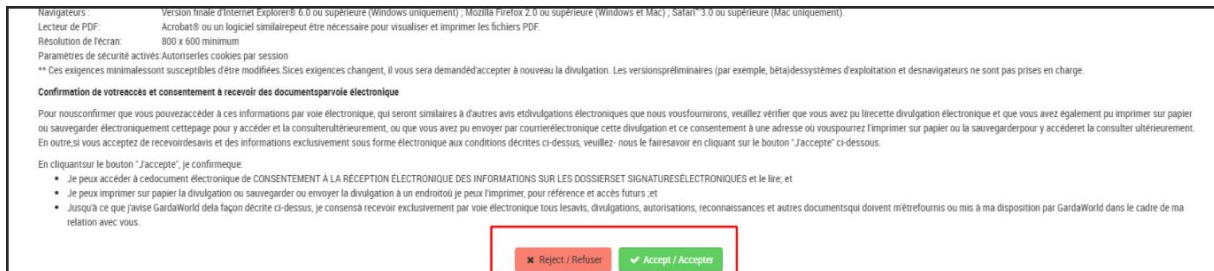 Navigateurs : Version finale d'Internet Explorer® 6.0 ou supérieure (Windows uniquement) ; Mozilla Firefox 2.0 ou supérieure (Windows et Mac) ; Safari™3.0 ou supérieure (Mac uniquement).
Lecteur de PDF: Acrobat® ou un logiciel similairepeut être nécessaire pour visualiser et imprimer les fichiers PDF.
Résolution de l'écran: 800 x 600 minimum
Paramètres de sécurité activés:Autoriserles cookies par session
** Ces exigences minimalessont susceptibles d'être modifiées.Sices exigences changent, il vous sera demandéd'accepter à nouveau la divulgation. Les versionspréliminaires (par exemple, bêta)dessystèmes d'exploitation et desnavigateurs ne sont pas prises en charge.
Confirmation de votreaccès et consentement à recevoir des documentsparvoie électronique
Pour nousconfirmer que vous pouvezaccéder à ces informations par voie électronique, qui seront similaires à d'autres avis etdivulgations électroniques que nous vousfournirons, veuillez vérifier que vous avez pu lirecette divulgation électronique et que vous avez également pu imprimer sur papier
ou sauvegarder électroniquement cettepage pour y accéder et la consulterultérieurement, ou que vous avez pu envoyer par courrierélectronique cette divulgation et ce consentement à une adresse où vouspourrez l'imprimer sur papier ou la sauvegarderpour y accéderet la consulter ultérieurement.
En outre,si vous acceptez de recevoirdesavis et des informations exclusivement sous forme électronique aux conditions décrites ci-dessus, veuillez- nous le fairesavoir en cliquant sur le bouton "J'accepte" ci-dessous.
En cliquantsur le bouton "J'accepte", je confirmeque:
• Je peux accéder à cedocument électronique de CONSENTEMENT À LA RÉCEPTION ÉLECTRONIQUE DES INFORMATIONS SUR LES DOSSIERSET SIGNATURESÉLECTRONIQUES et le lire; et
• Je peux imprimer sur papier la divulgation ou sauvegarder ou envoyer la divulgation à un endroitoù je peux l'imprimer, pour référence et accès futurs ;et
• Jusqu'à ce que j'avise GardaWorld dela façon décrite ci-dessus, je consensà recevoir exclusivement par voie électronique tous lesavis, divulgations, autorisations, reconnaissances et autres documentsqui doivent m'êtrefournis ou mis à ma disposition par GardaWorld dans le cadre de ma
relation avec vous.
✖ Reject / Refuser ✔ Accept / Accepter